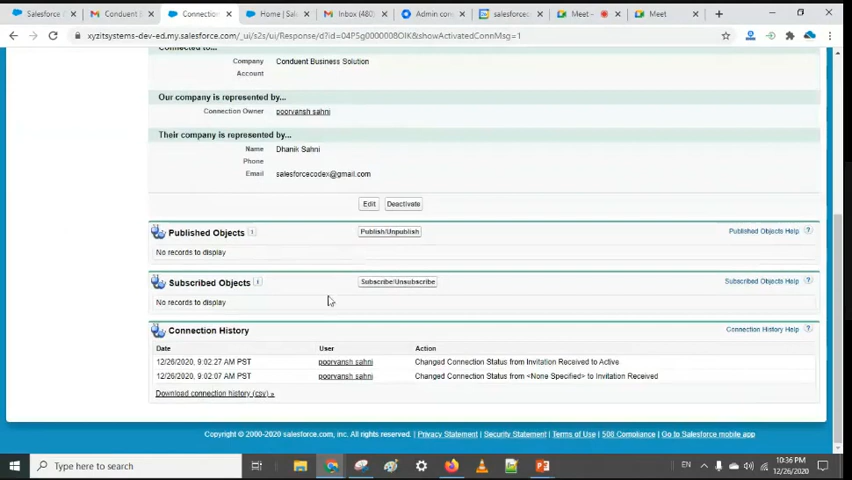 Salesforce
Conduent B
Connection
Home | Sal
Inbox (480)
Admin con
salesforcec
Meet –
Meet
xyzitsystems-dev-ed.my.salesforce.com/_ui/s2s/ui/Response/d?id=04P5g0000008OIK&showActivatedConnMsg=1
Connected to...
Company Conduent Business Solution
Account
Our company is represented by...
Connection Owner poorvansh sahni
Their company is represented by...
Name Dhanik Sahni
Phone
Email salesforcecodex@gmail.com
Edit Deactivate
Published Objects Publish/Unpublish Published Objects Help ?
No records to display
Subscribed Objects Subscribe/Unsubscribe Subscribed Objects Help ?
No records to display
Connection History Connection History Help ?
Date User Action
12/26/2020, 9:02:27 AM PST poorvansh sahni Changed Connection Status from Invitation Received to Active
12/26/2020, 9:02:07 AM PST poorvansh sahni Changed Connection Status from <None Specified> to Invitation Received
Download connection history (csv) »
Copyright © 2000-2020 salesforce.com, inc. All rights reserved. | Privacy Statement | Security Statement | Terms of Use | 508 Compliance | Go to Salesforce mobile app
Type here to search
EN
10:36 PM
12/26/2020